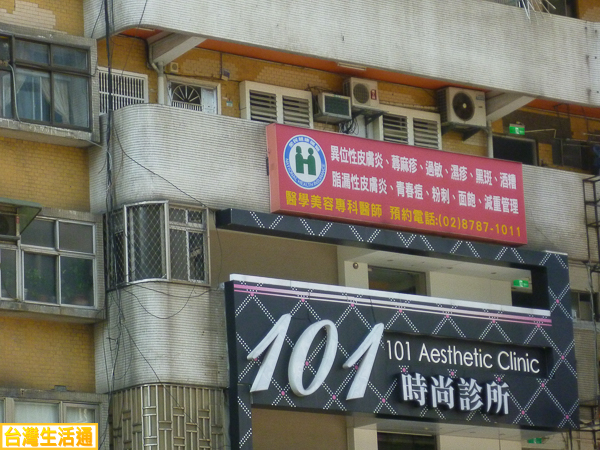 異位性皮膚炎、蕁麻疹、過敏、濕疹、黑斑、酒糟
脂漏性皮膚炎、青春痘、粉刺、面皰、減重管理
醫學美容專科醫師 預約電話:(02)8787-1011
101
101 Aesthetic Clinic
時尚診所
台灣生活通